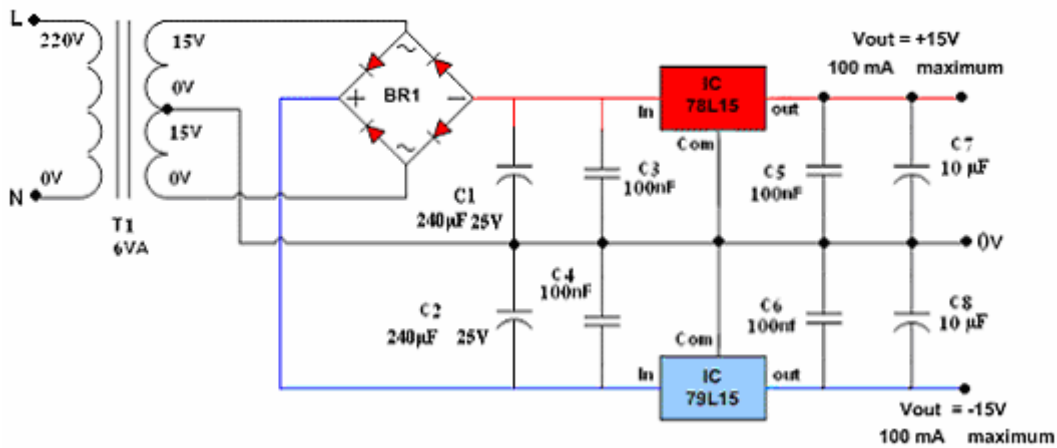 L
220V
0V
N
T1
6VA
15V
0V
15V
0V
~
+ BR1 −
~
C1
240µF 25V
C3
100nF
C2
240µF 25V
C4
100nF
IC
78L15
In
out
Com
Com
In
out
IC
79L15
C5
100nF
C7
10 µF
C6
100nf
C8
10 µF
Vout = +15V
100 mA maximum
0V
Vout = -15V
100 mA maximum